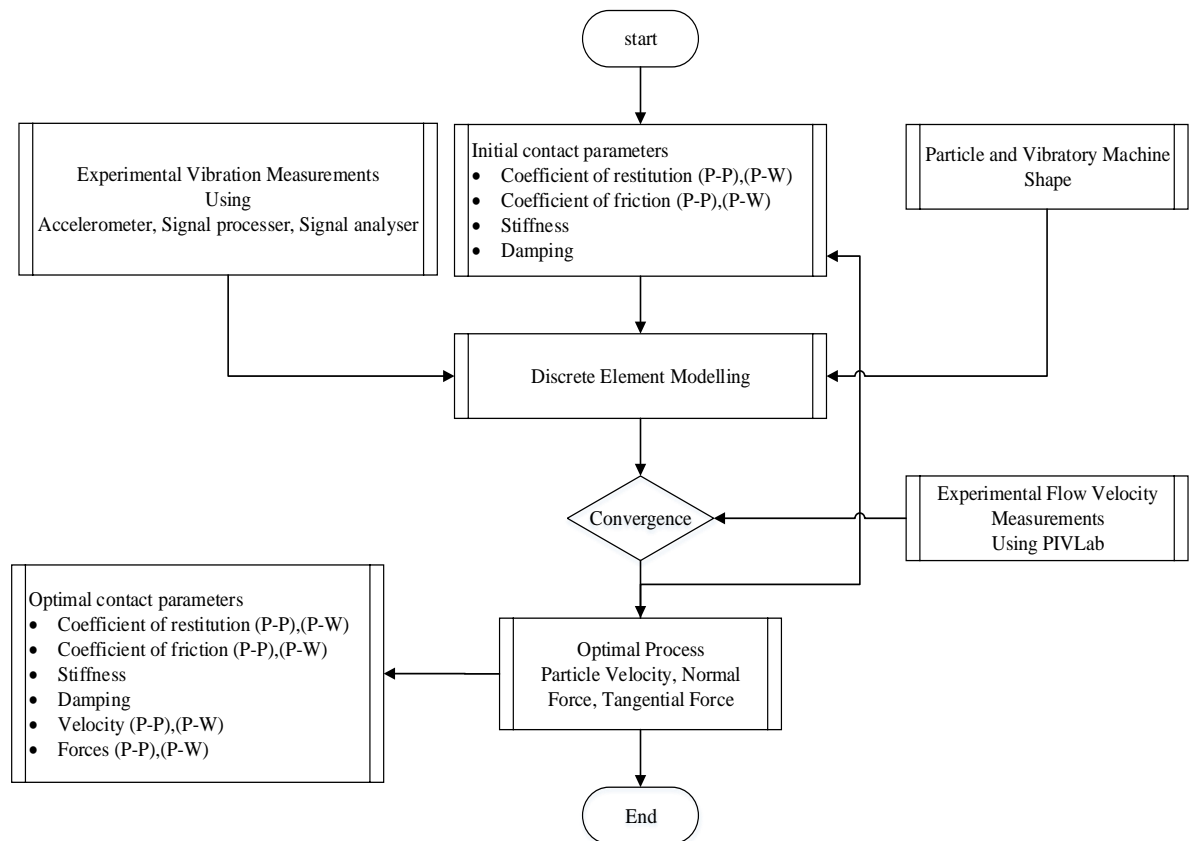 start
Experimental Vibration Measurements
Using
Accelerometer, Signal processer, Signal analyser
Initial contact parameters
• Coefficient of restitution (P-P),(P-W)
• Coefficient of friction (P-P),(P-W)
• Stiffness
• Damping
Particle and Vibratory Machine
Shape
Discrete Element Modelling
Convergence
Experimental Flow Velocity
Measurements
Using PIVLab
Optimal contact parameters
• Coefficient of restitution (P-P),(P-W)
• Coefficient of friction (P-P),(P-W)
• Stiffness
• Damping
• Velocity (P-P),(P-W)
• Forces (P-P),(P-W)
Optimal Process
Particle Velocity, Normal
Force, Tangential Force
End